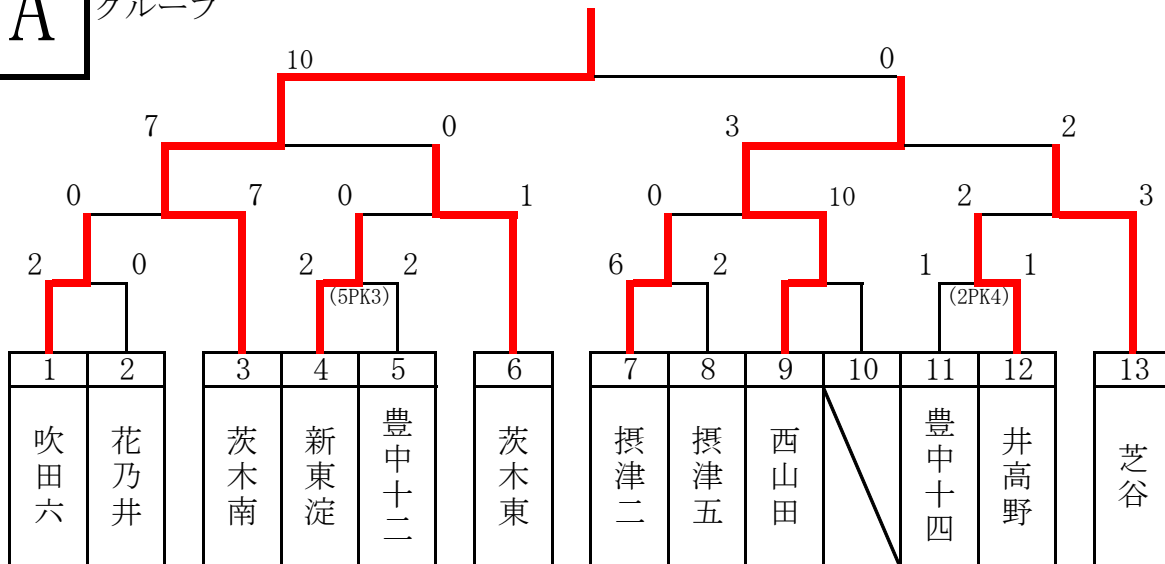 A
グループ
10 0
7 0 3 2
0 7 0 1 0 10 2 3
2 0 2 2 6 2 1 1
(5PK3) (2PK4)
1 2 3 4 5 6 7 8 9 10 11 12 13
吹田六
花乃井
茨木南
新東淀
豊中十二
茨木東
摂津二
摂津五
西山田
豊中十四
井高野
芝谷